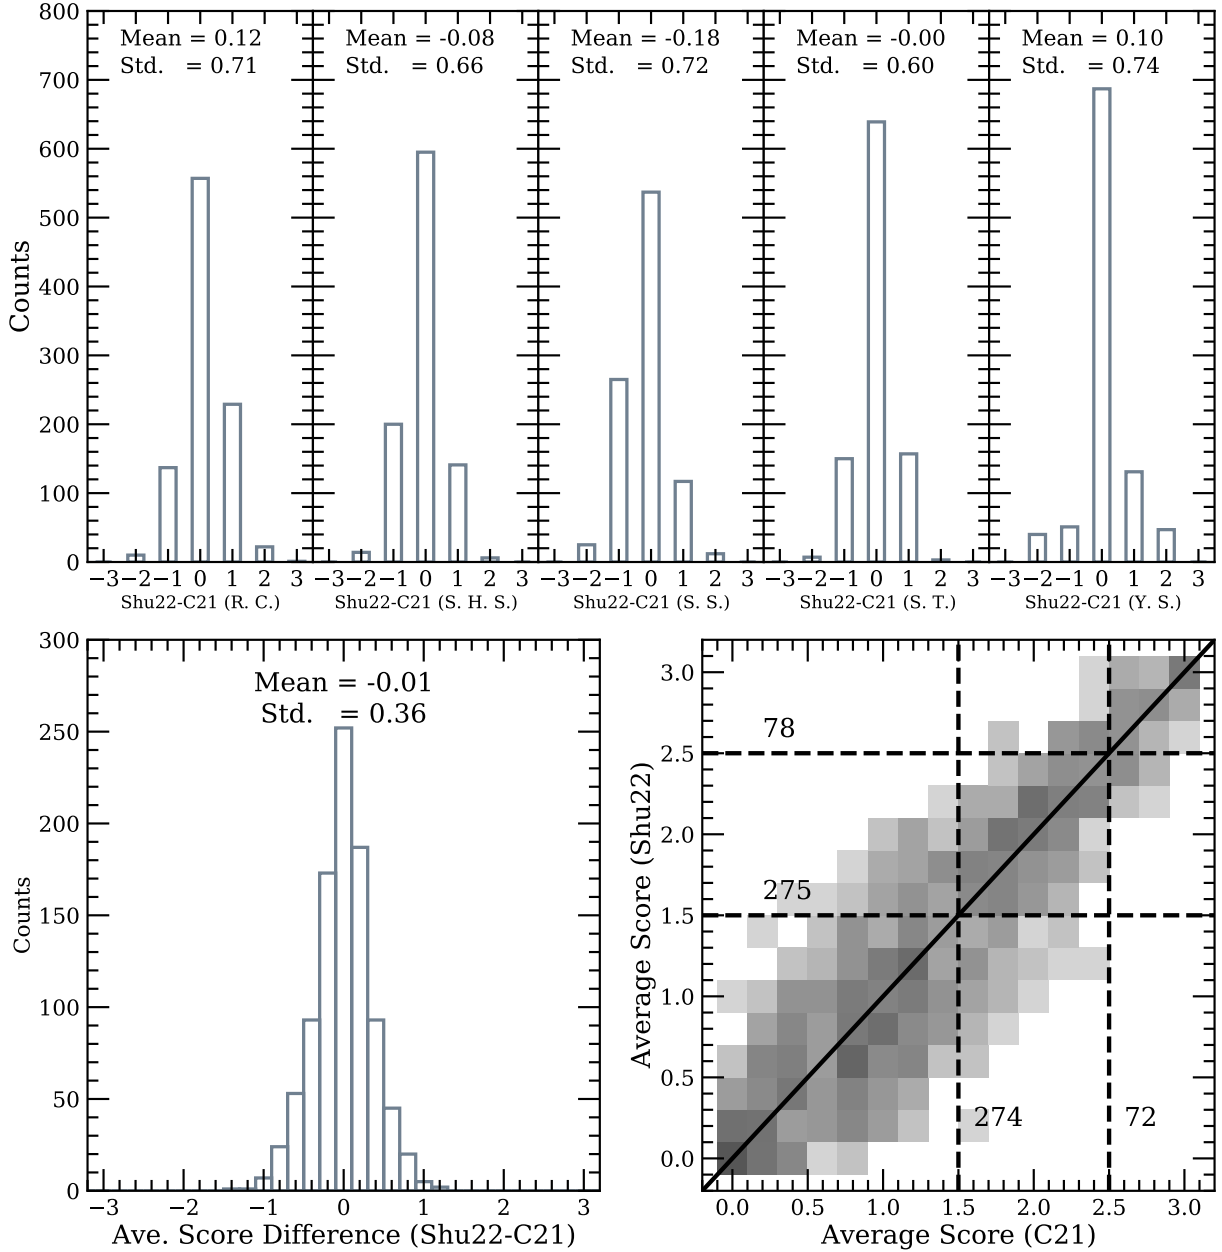 Mean = 0.12
Std. = 0.71
Mean = -0.08
Std. = 0.66
Mean = -0.18
Std. = 0.72
Mean = -0.00
Std. = 0.60
Mean = 0.10
Std. = 0.74
800
700
600
500
400
300
200
100
0
Counts
−3 −2 −1 0 1 2 3
−3 −2 −1 0 1 2 3
−3 −2 −1 0 1 2 3
−3 −2 −1 0 1 2 3
−3 −2 −1 0 1 2 3
Shu22-C21 (R. C.)
Shu22-C21 (S. H. S.)
Shu22-C21 (S. S.)
Shu22-C21 (S. T.)
Shu22-C21 (Y. S.)
Mean = -0.01
Std. = 0.36
300
250
200
150
100
50
0
Counts
−3 −2 −1 0 1 2 3
Ave. Score Difference (Shu22-C21)
3.0
2.5
2.0
1.5
1.0
0.5
0.0
Average Score (Shu22)
78
275
274
72
0.0 0.5 1.0 1.5 2.0 2.5 3.0
Average Score (C21)